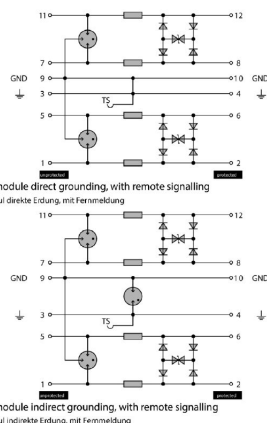 11 12
7 8
GND 9 10 GND
3 4
TS
5 6
1 2
unprotected protected
module direct grounding, with remote signalling
ul direkte Erdung, mit Fernmeldung
11 12
7 8
GND 9 10 GND
3 4
TS
5 6
1 2
unprotected protected
module indirect grounding, with remote signalling
ul indirekte Erdung, mit Fernmeldung